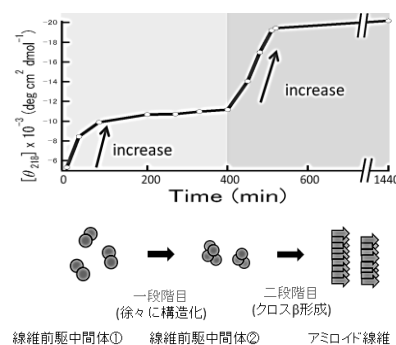 -20
-18
-16
-14
-12
-10
-8
-6
[θ218] x 10⁻³ (deg cm² dmol⁻¹)
increase
increase
0 200 400 600 1440
Time (min)
一段階目
(徐々に構造化)
二段階目
(クロスβ形成)
線維前駆中間体① 線維前駆中間体② アミロイド線維